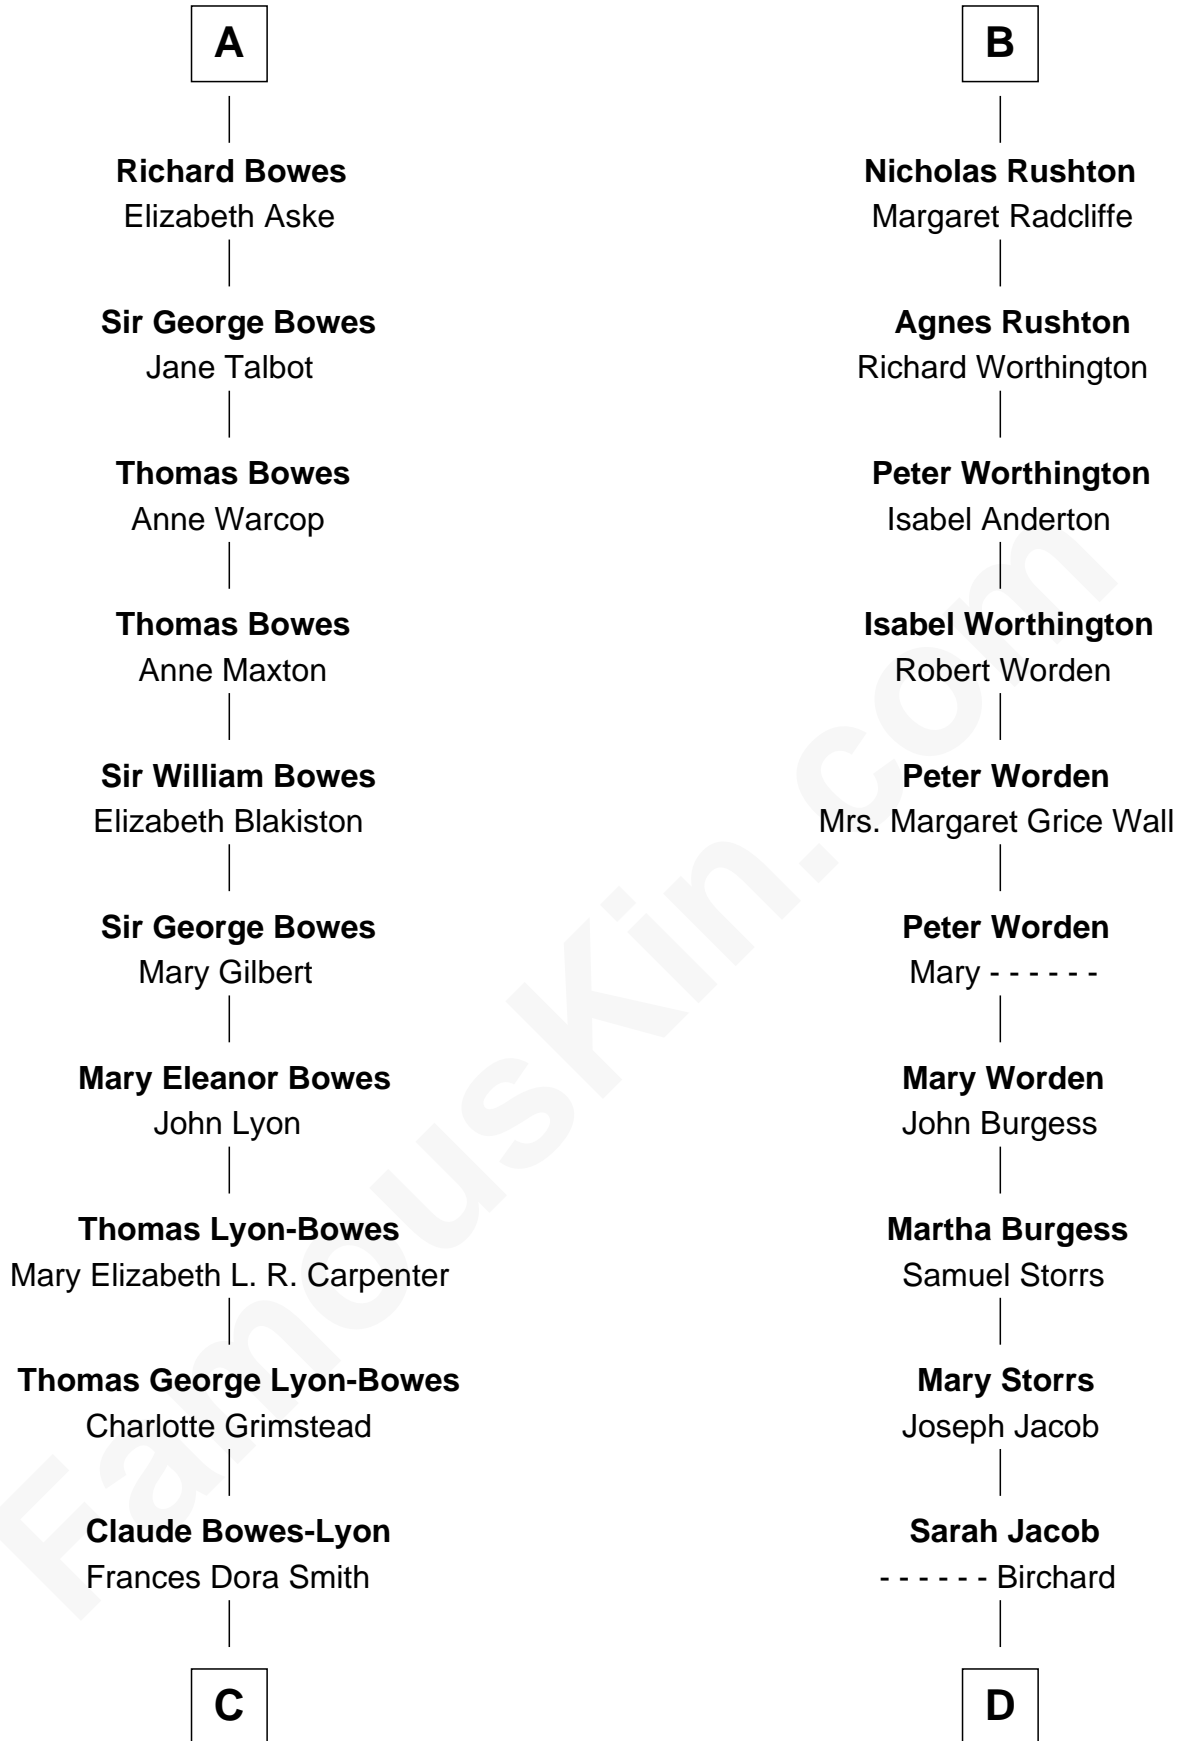 A
Richard Bowes
Elizabeth Aske
Sir George Bowes
Jane Talbot
Thomas Bowes
Anne Warcop
Thomas Bowes
Anne Maxton
Sir William Bowes
Elizabeth Blakiston
Sir George Bowes
Mary Gilbert
Mary Eleanor Bowes
John Lyon
Thomas Lyon-Bowes
Mary Elizabeth L. R. Carpenter
Thomas George Lyon-Bowes
Charlotte Grimstead
Claude Bowes-Lyon
Frances Dora Smith
C
B
Nicholas Rushton
Margaret Radcliffe
Agnes Rushton
Richard Worthington
Peter Worthington
Isabel Anderton
Isabel Worthington
Robert Worden
Peter Worden
Mrs. Margaret Grice Wall
Peter Worden
Mary - - - - - -
Mary Worden
John Burgess
Martha Burgess
Samuel Storrs
Mary Storrs
Joseph Jacob
Sarah Jacob
- - - - - - Birchard
D
FamousKin.com